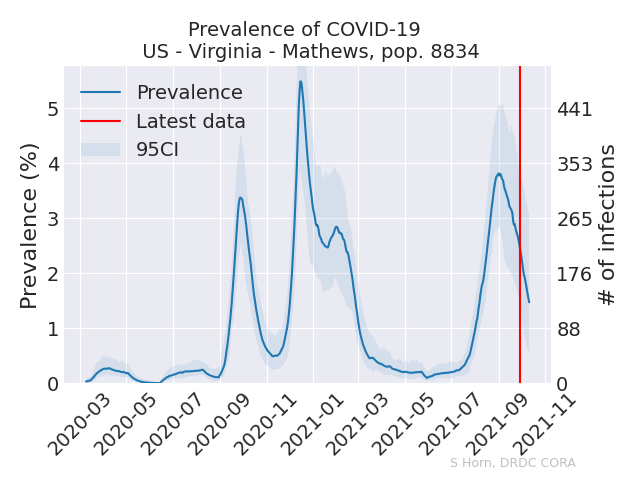 Prevalence of COVID-19
US - Virginia - Mathews, pop. 8834
Prevalence
Latest data
95CI
Prevalence (%)
5
4
3
2
1
0
441
353
265
176
88
0
# of infections
2020-03
2020-05
2020-07
2020-09
2020-11
2021-01
2021-03
2021-05
2021-07
2021-09
2021-11
S Horn, DRDC CORA